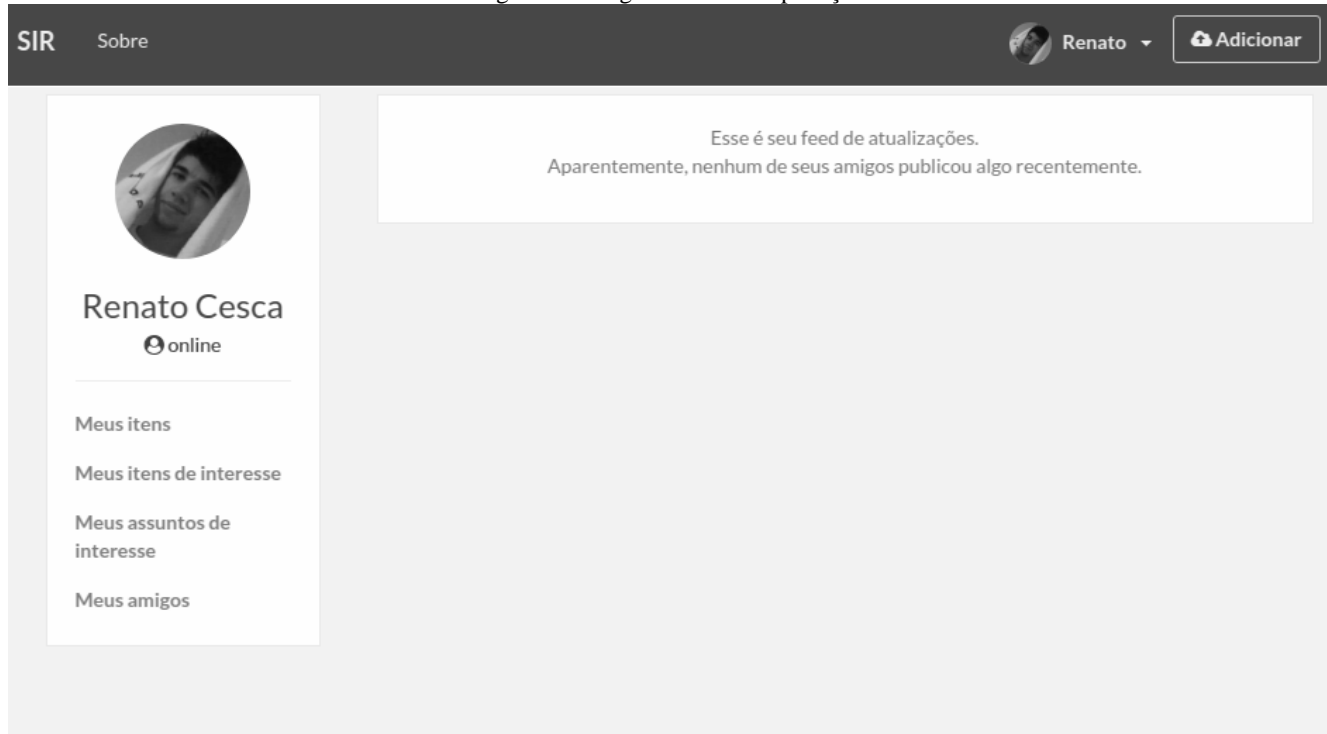 SIR Sobre Renato Adicionar
Esse é seu feed de atualizações.
Aparentemente, nenhum de seus amigos publicou algo recentemente.
Renato Cesca
online
Meus itens
Meus itens de interesse
Meus assuntos de
interesse
Meus amigos